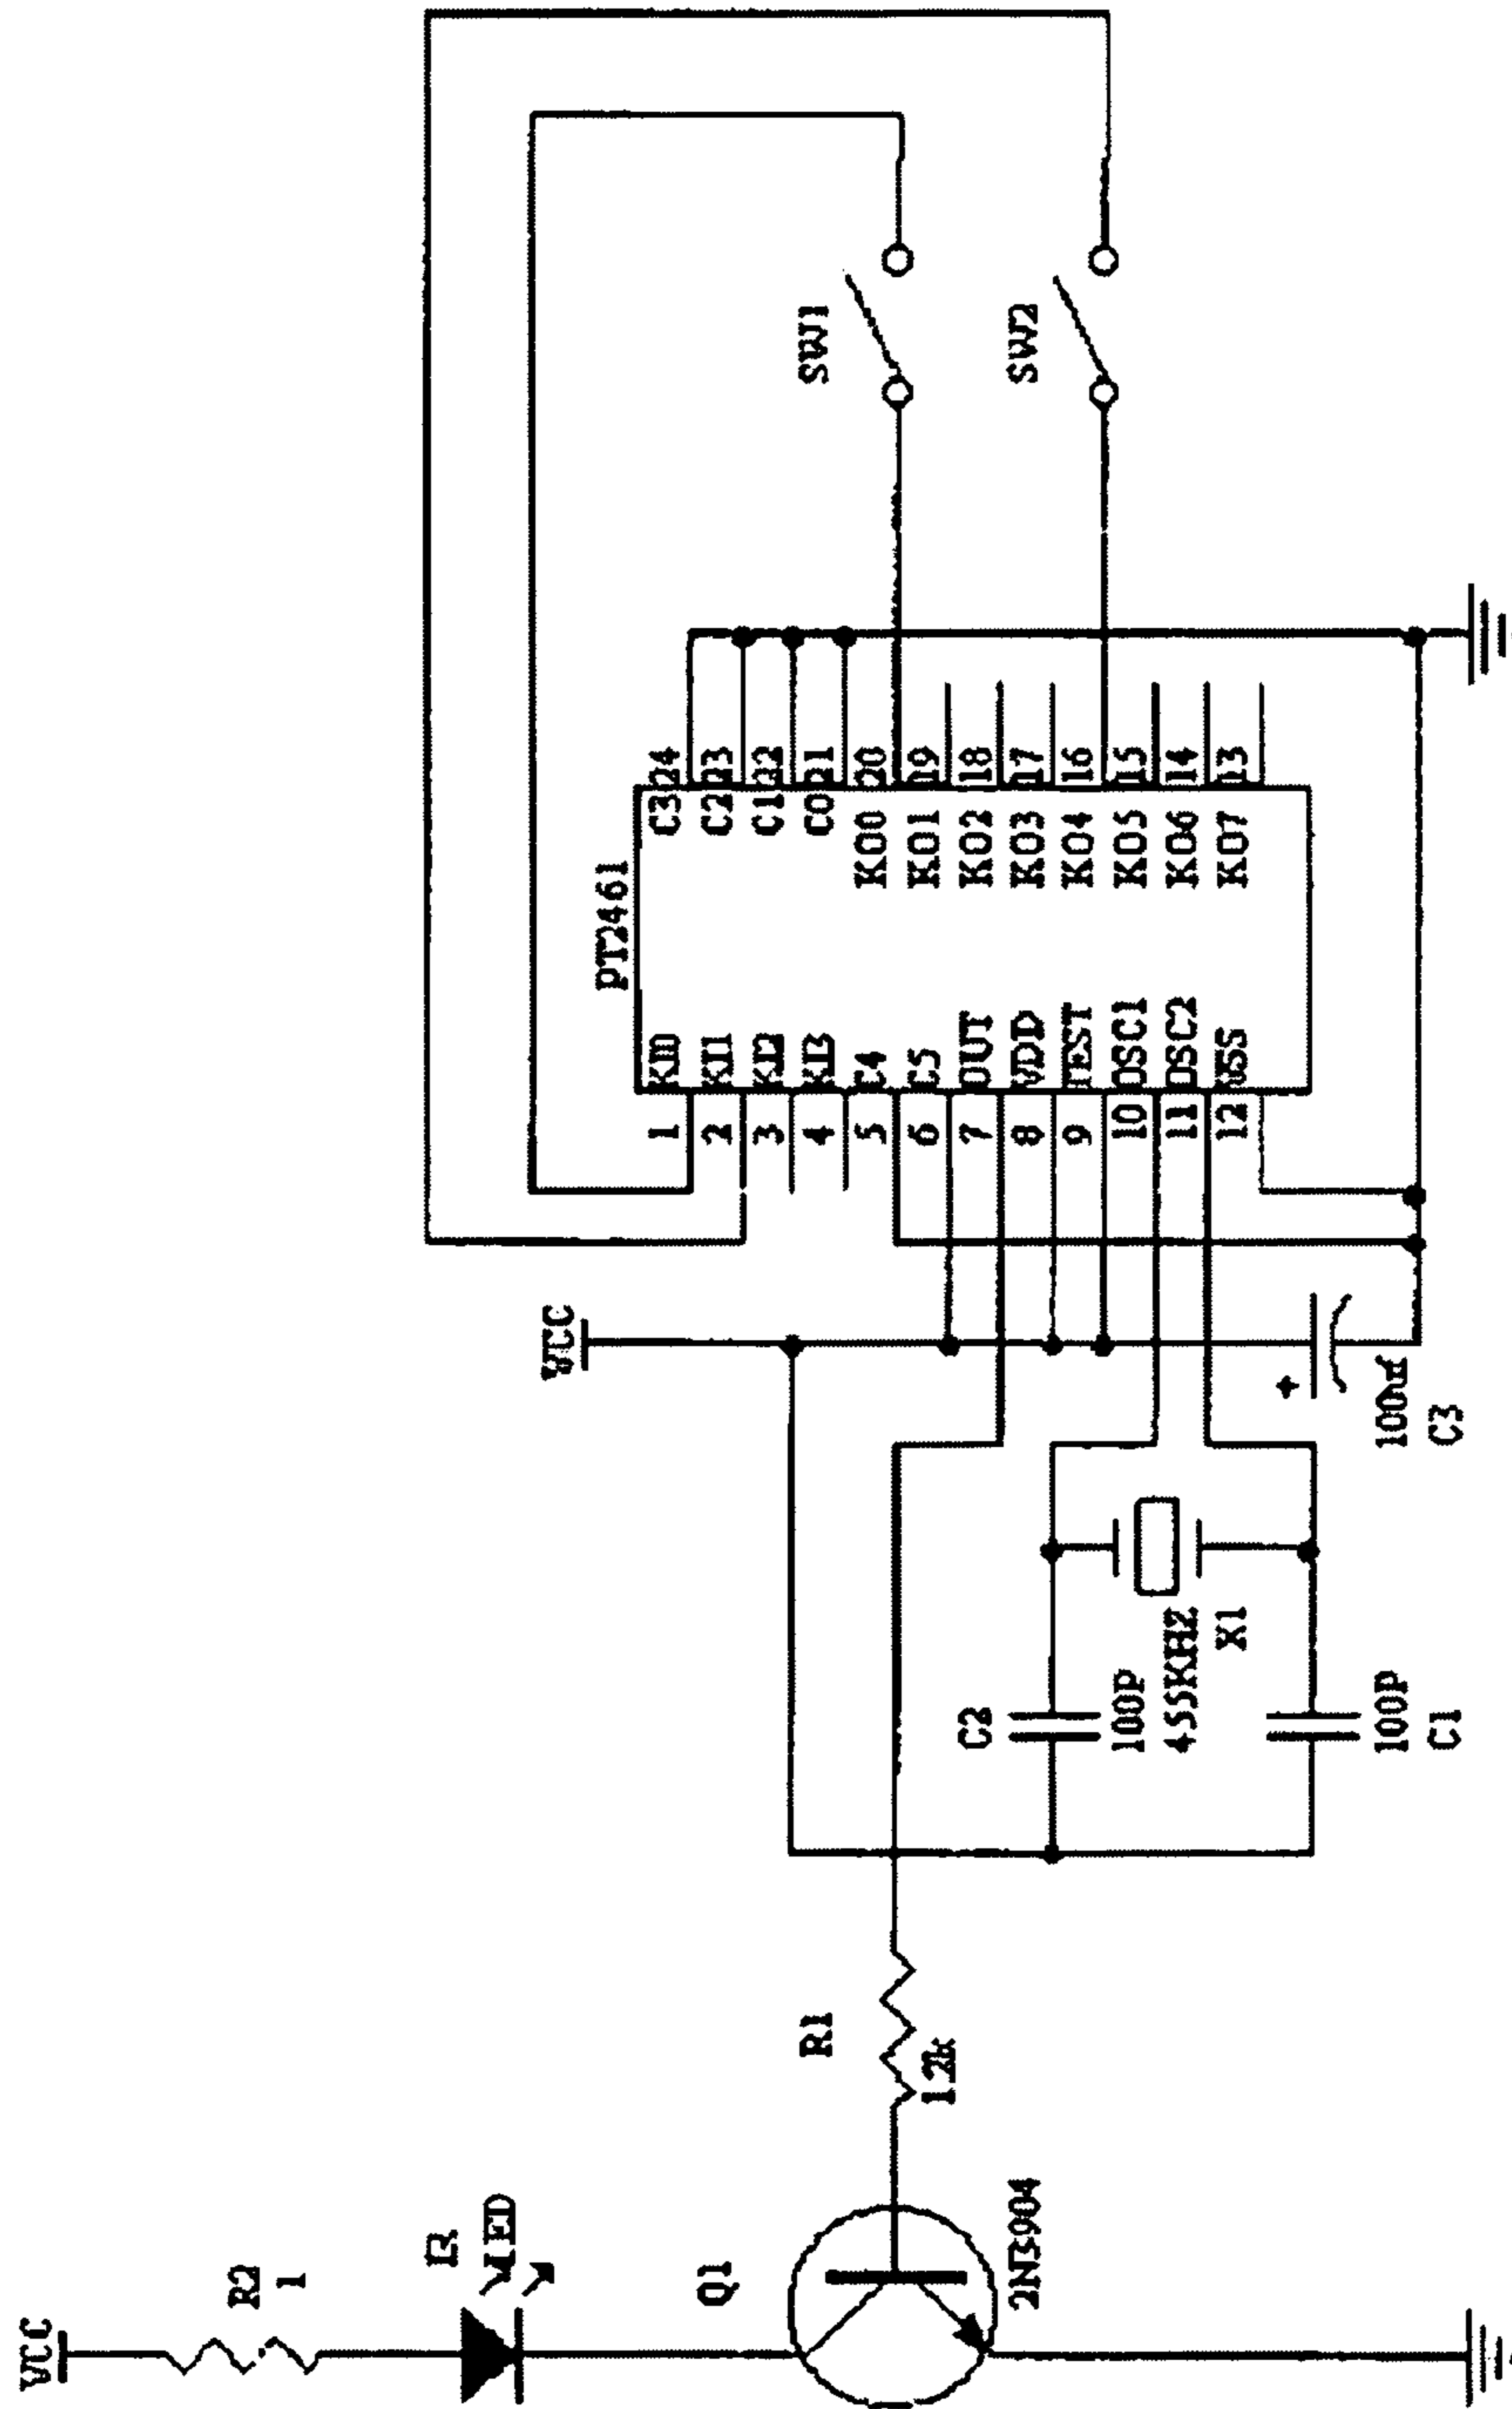 VCC
R2
1
IR
LED
Q1
2N3904
R1
12k
VCC
C2
100P
455KHZ
X1
100P
C1
+
100uf
C3
PT2461
1 KI0
2 KI1
3 KI2
4 KI3
5 C4
6 C5
7 OUT
8 VDD
9 TEST
10 OSC1
11 OSC2
12 VSS
C3 24
C2 23
C1 22
C0 21
KO0 20
KO1 19
KO2 18
KO3 17
KO4 16
KO5 15
KO6 14
KO7 13
SW1
SW2